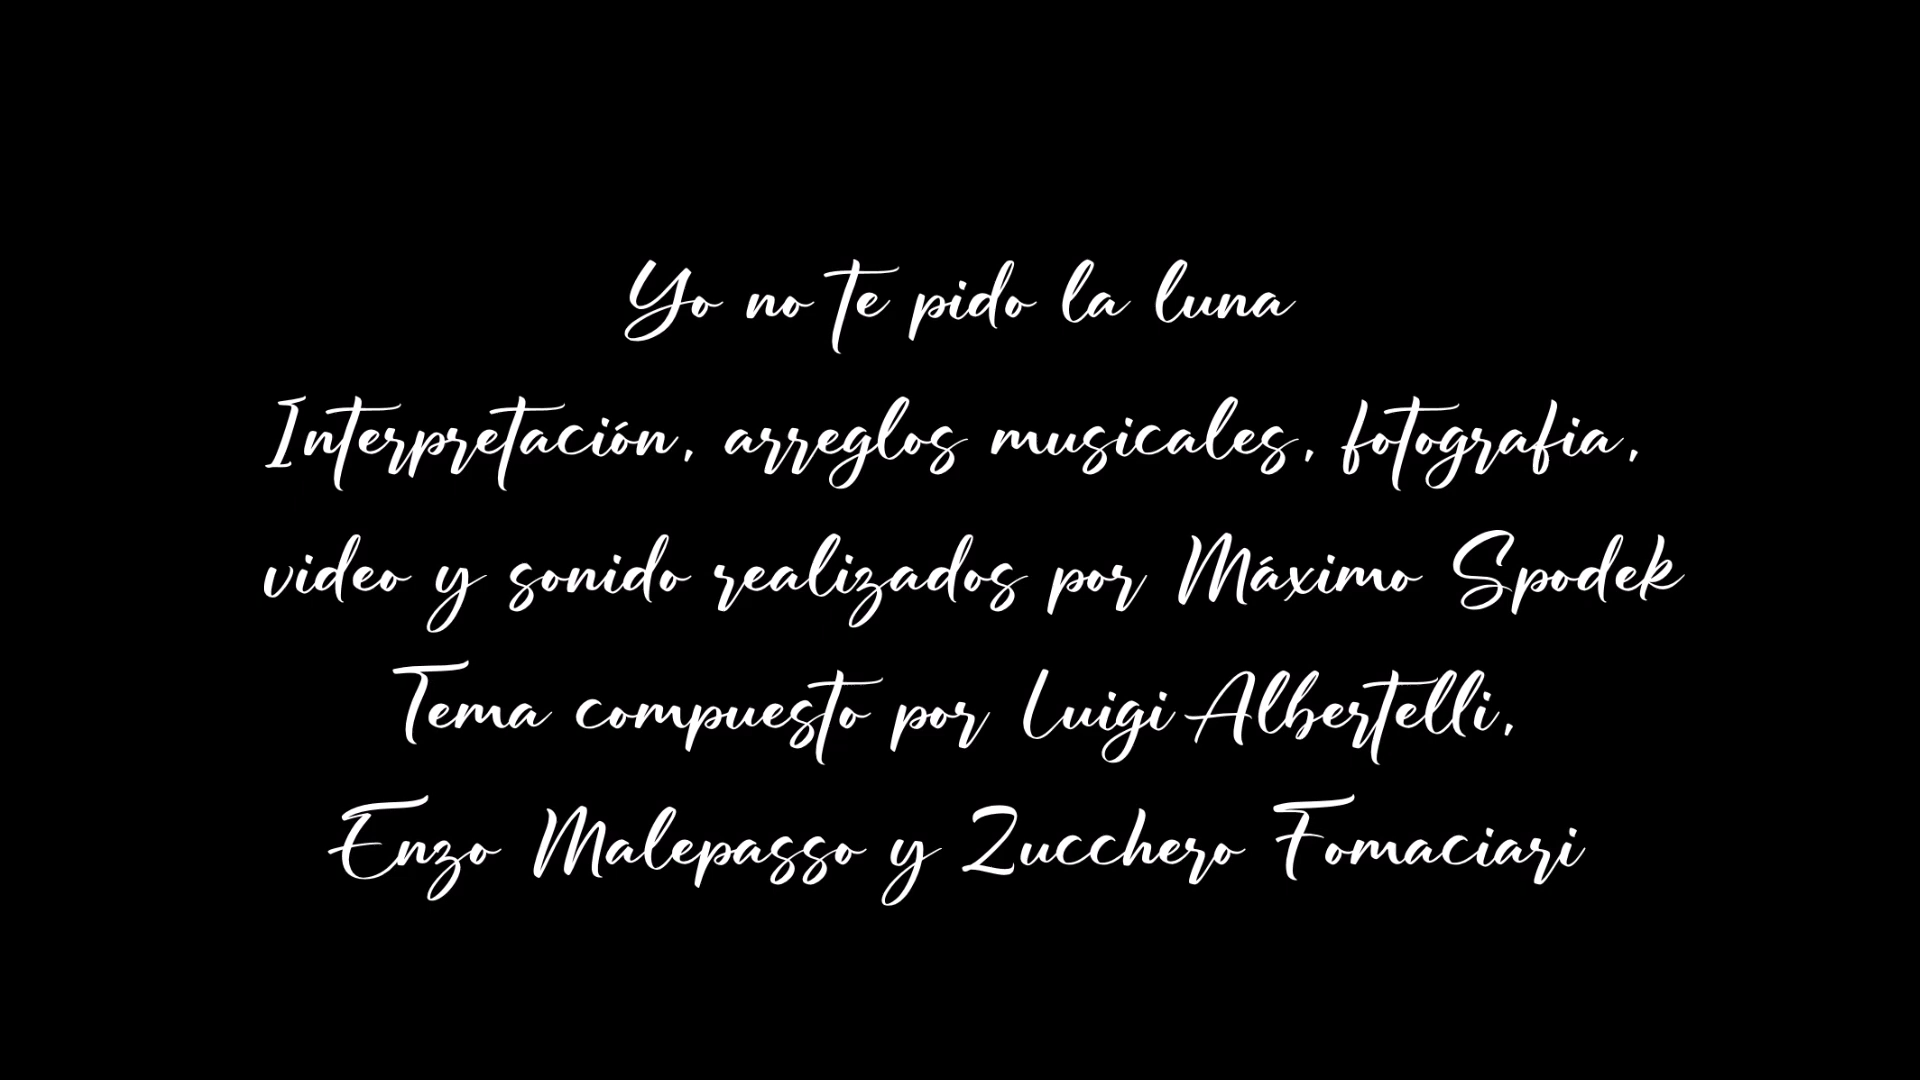 Yo no te pido la luna
Interpretación, arreglos musicales, fotografia,
video y sonido realizados por Máximo Spodek
Tema compuesto por Luigi Albertelli,
Enzo Malepasso y Zucchero Fomaciari